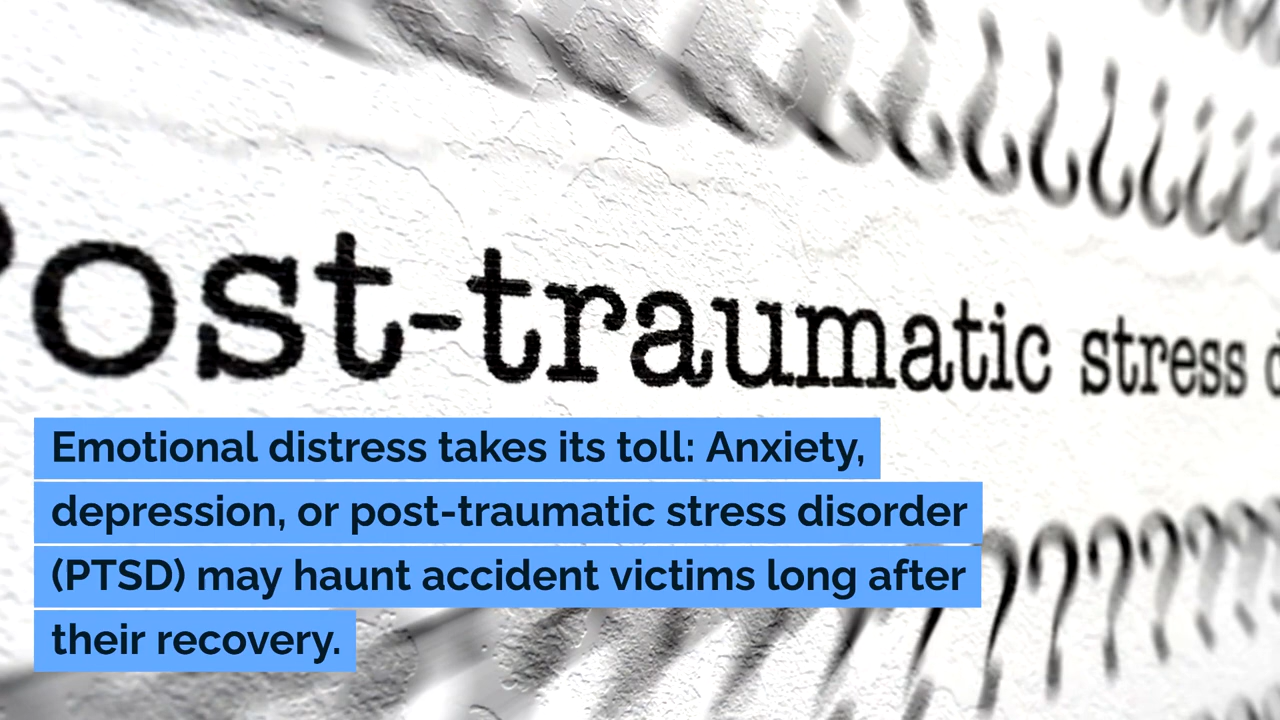 Post-traumatic stress
Emotional distress takes its toll: Anxiety,
depression, or post-traumatic stress disorder
(PTSD) may haunt accident victims long after
their recovery.